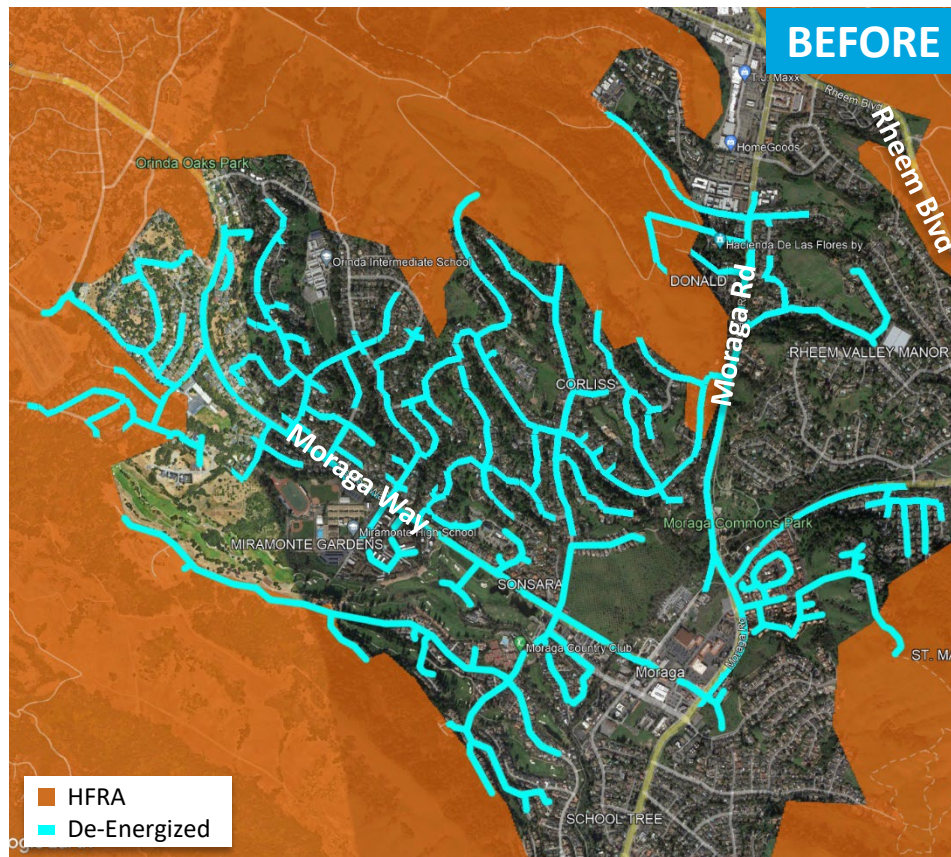 BEFORE
T.J. Maxx
Rheem Blvd
HomeGoods
Rheem Blvd
Orinda Oaks Park
Hacienda De Las Flores by
Orinda Intermediate School
DONALD
Moraga Rd
RHEEM VALLEY MANOR
CORLISS
Moraga Way
Moraga Commons Park
Miramonte High School
MIRAMONTE GARDENS
SONSARA
Moraga Rd
Moraga Country Club
ST. MA
Moraga
HFRA
De-Energized
SCHOOL TREE